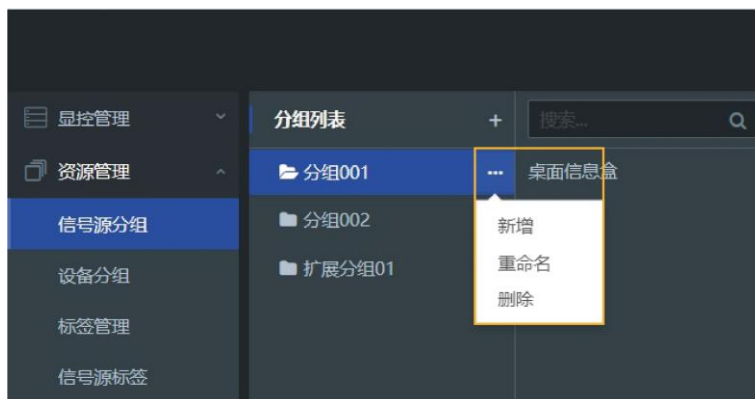 显控管理
资源管理
信号源分组
设备分组
标签管理
信号源标签
分组列表 +
分组001 ...
分组002
扩展分组01
搜索...
桌面信息盒
新增
重命名
删除